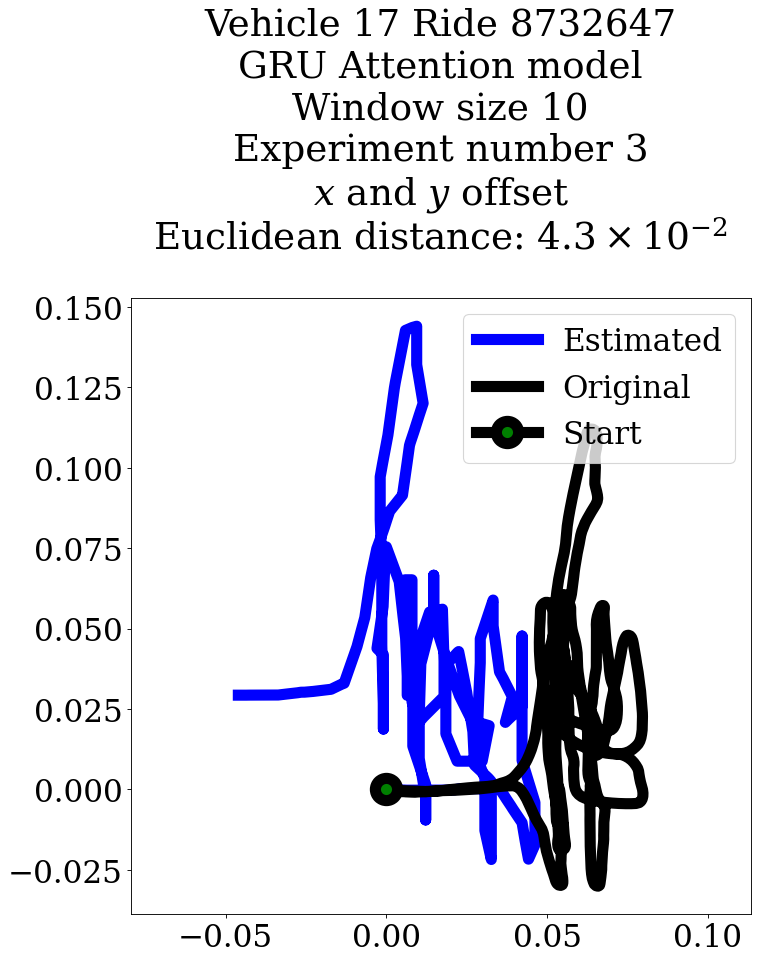 Vehicle 17 Ride 8732647
GRU Attention model
Window size 10
Experiment number 3
x and y offset
Euclidean distance: 4.3 × 10⁻²
0.150
0.125
0.100
0.075
0.050
0.025
0.000
−0.025
Estimated
Original
Start
−0.05
0.00
0.05
0.10